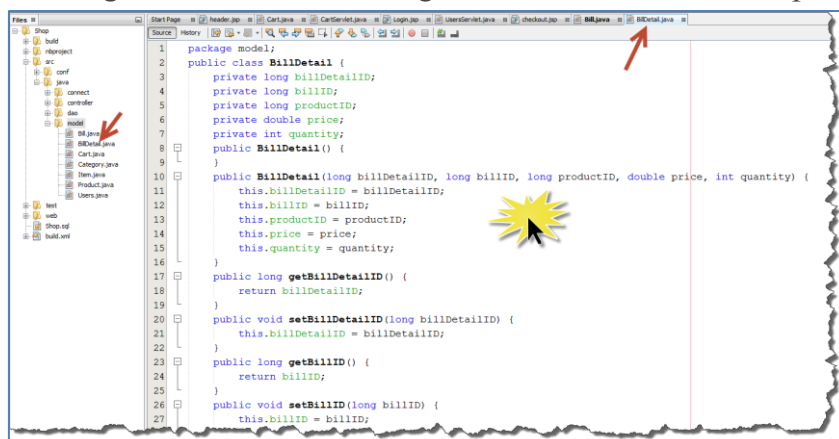 Files
Start Page header.jsp Cart.java CartServlet.java Login.jsp UsersServlet.java checkout.jsp Bill.java BillDetail.java
Source History
Shop
build
nbproject
src
conf
java
connect
controller
dao
model
Bill.java
BillDetail.java
Cart.java
Category.java
Item.java
Product.java
Users.java
test
web
Shop.sql
build.xml
1 package model;
2 public class BillDetail {
3 private long billDetailID;
4 private long billID;
5 private long productID;
6 private double price;
7 private int quantity;
8 public BillDetail() {
9 }
10 public BillDetail(long billDetailID, long billID, long productID, double price, int quantity) {
11 this.billDetailID = billDetailID;
12 this.billID = billID;
13 this.productID = productID;
14 this.price = price;
15 this.quantity = quantity;
16 }
17 public long getBillDetailID() {
18 return billDetailID;
19 }
20 public void setBillDetailID(long billDetailID) {
21 this.billDetailID = billDetailID;
22 }
23 public long getBillID() {
24 return billID;
25 }
26 public void setBillID(long billID) {
27 this.billID = billID;